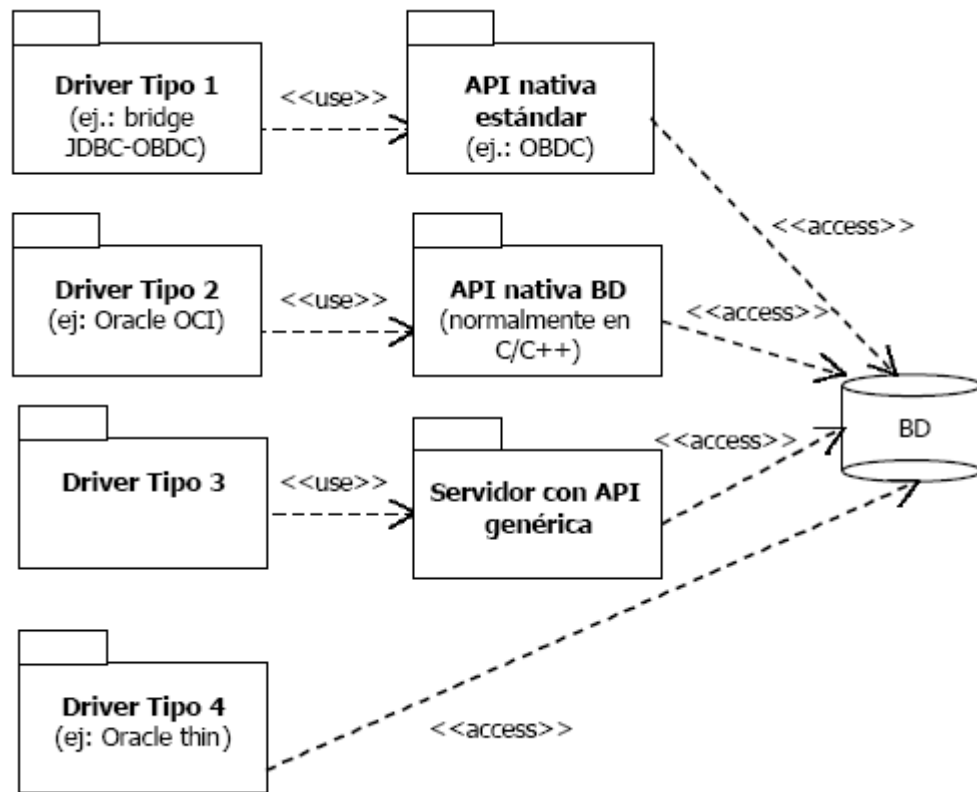 Driver Tipo 1
(ej.: bridge
JDBC-OBDC)
<<use>>
API nativa
estándar
(ej.: OBDC)
<<access>>
Driver Tipo 2
(ej: Oracle OCI)
<<use>>
API nativa BD
(normalmente en
C/C++)
<<access>>
BD
Driver Tipo 3
<<use>>
Servidor con API
genérica
<<access>>
Driver Tipo 4
(ej: Oracle thin)
<<access>>